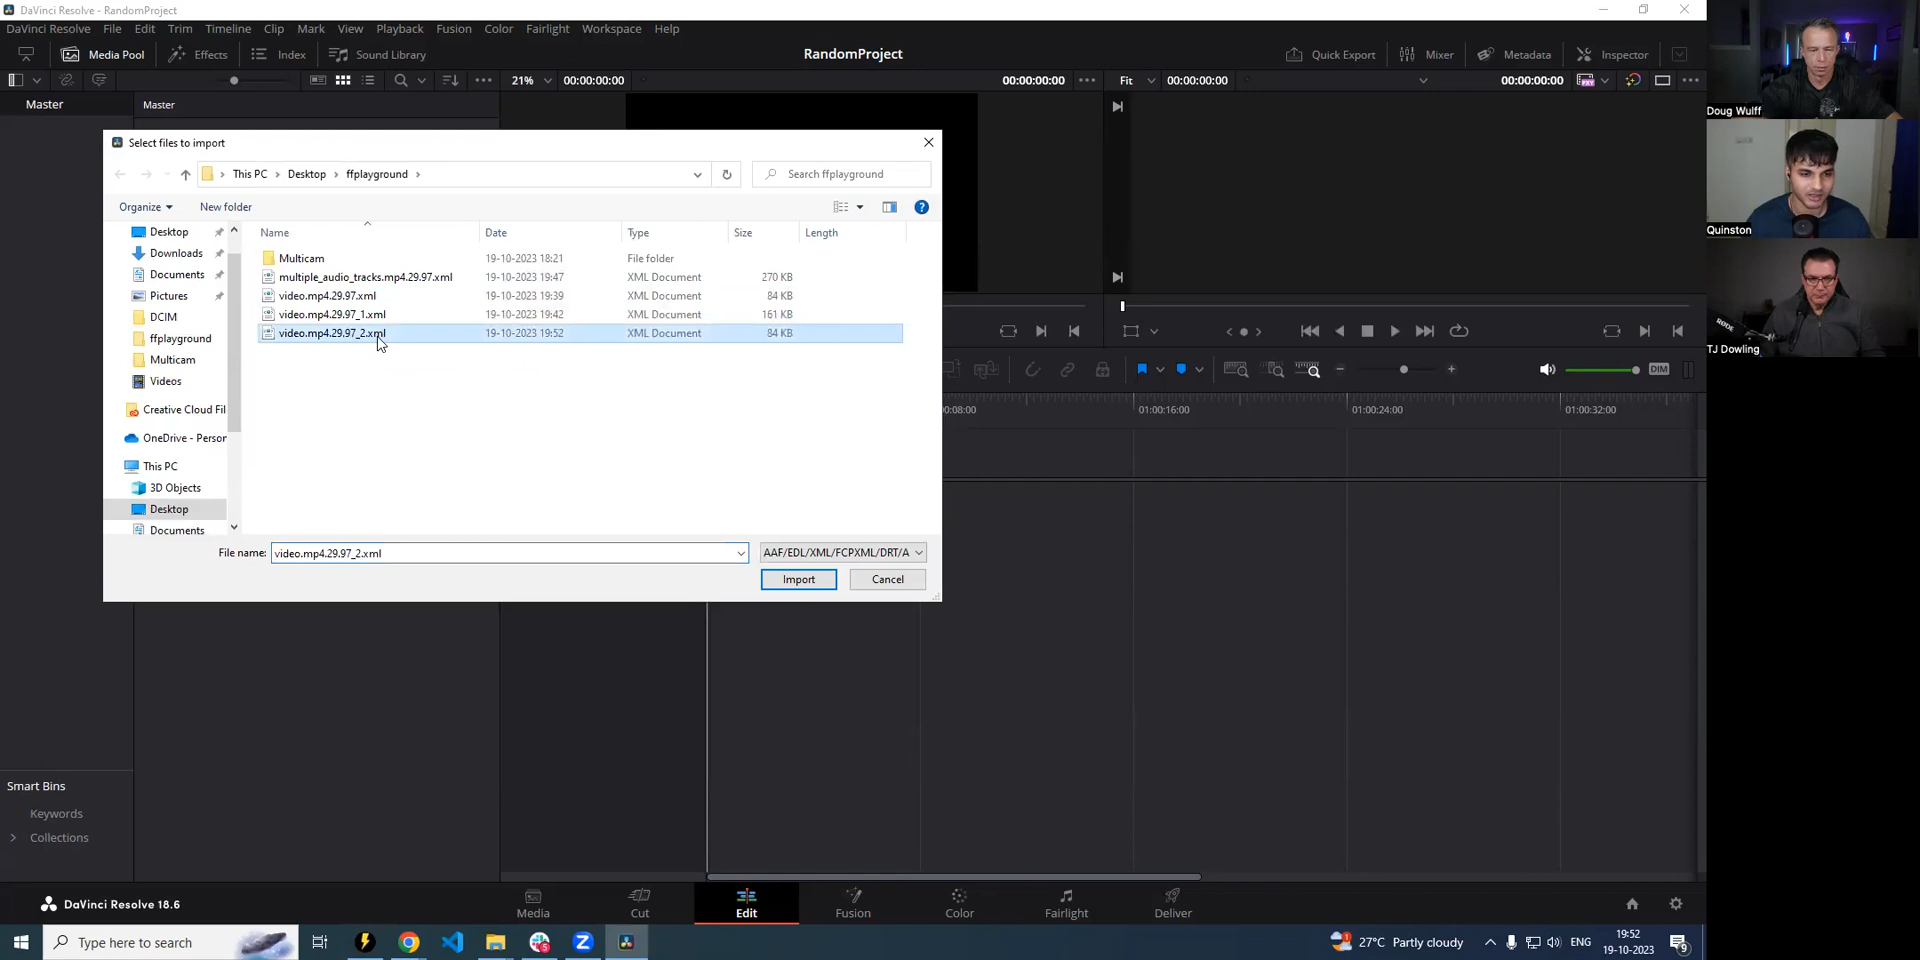 DaVinci Resolve - RandomProject
DaVinci Resolve File Edit Trim Timeline Clip Mark View Playback Fusion Color Fairlight Workspace Help
Media Pool Effects Index Sound Library RandomProject Quick Export Mixer Metadata Inspector
21% 00:00:00:00 00:00:00:00 Fit 00:00:00:00 00:00:00:00
Master Master
Doug Wulff
Select files to import
This PC > Desktop > ffplayground > Search ffplayground
Organize New folder
Name Date Type Size Length
Quinston
Multicam 19-10-2023 18:21 File folder
multiple_audio_tracks.mp4.29.97.xml 19-10-2023 19:47 XML Document 270 KB
video.mp4.29.97.xml 19-10-2023 19:39 XML Document 84 KB
video.mp4.29.97_1.xml 19-10-2023 19:42 XML Document 161 KB
video.mp4.29.97_2.xml 19-10-2023 19:52 XML Document 84 KB
Desktop
Downloads
Documents
Pictures
DCIM
ffplayground
Multicam
Videos
Creative Cloud Fil
OneDrive - Person
This PC
3D Objects
Desktop
Documents
File name: video.mp4.29.97_2.xml AAF/EDL/XML/FCPXML/DRT/A
Import Cancel
RØDE
TJ Dowling
DIM
0:08:00 01:00:16:00 01:00:24:00 01:00:32:00
Smart Bins
Keywords
Collections
DaVinci Resolve 18.6
Media Cut Edit Fusion Color Fairlight Deliver
Type here to search
27°C Partly cloudy ENG
19:52
19-10-2023
9